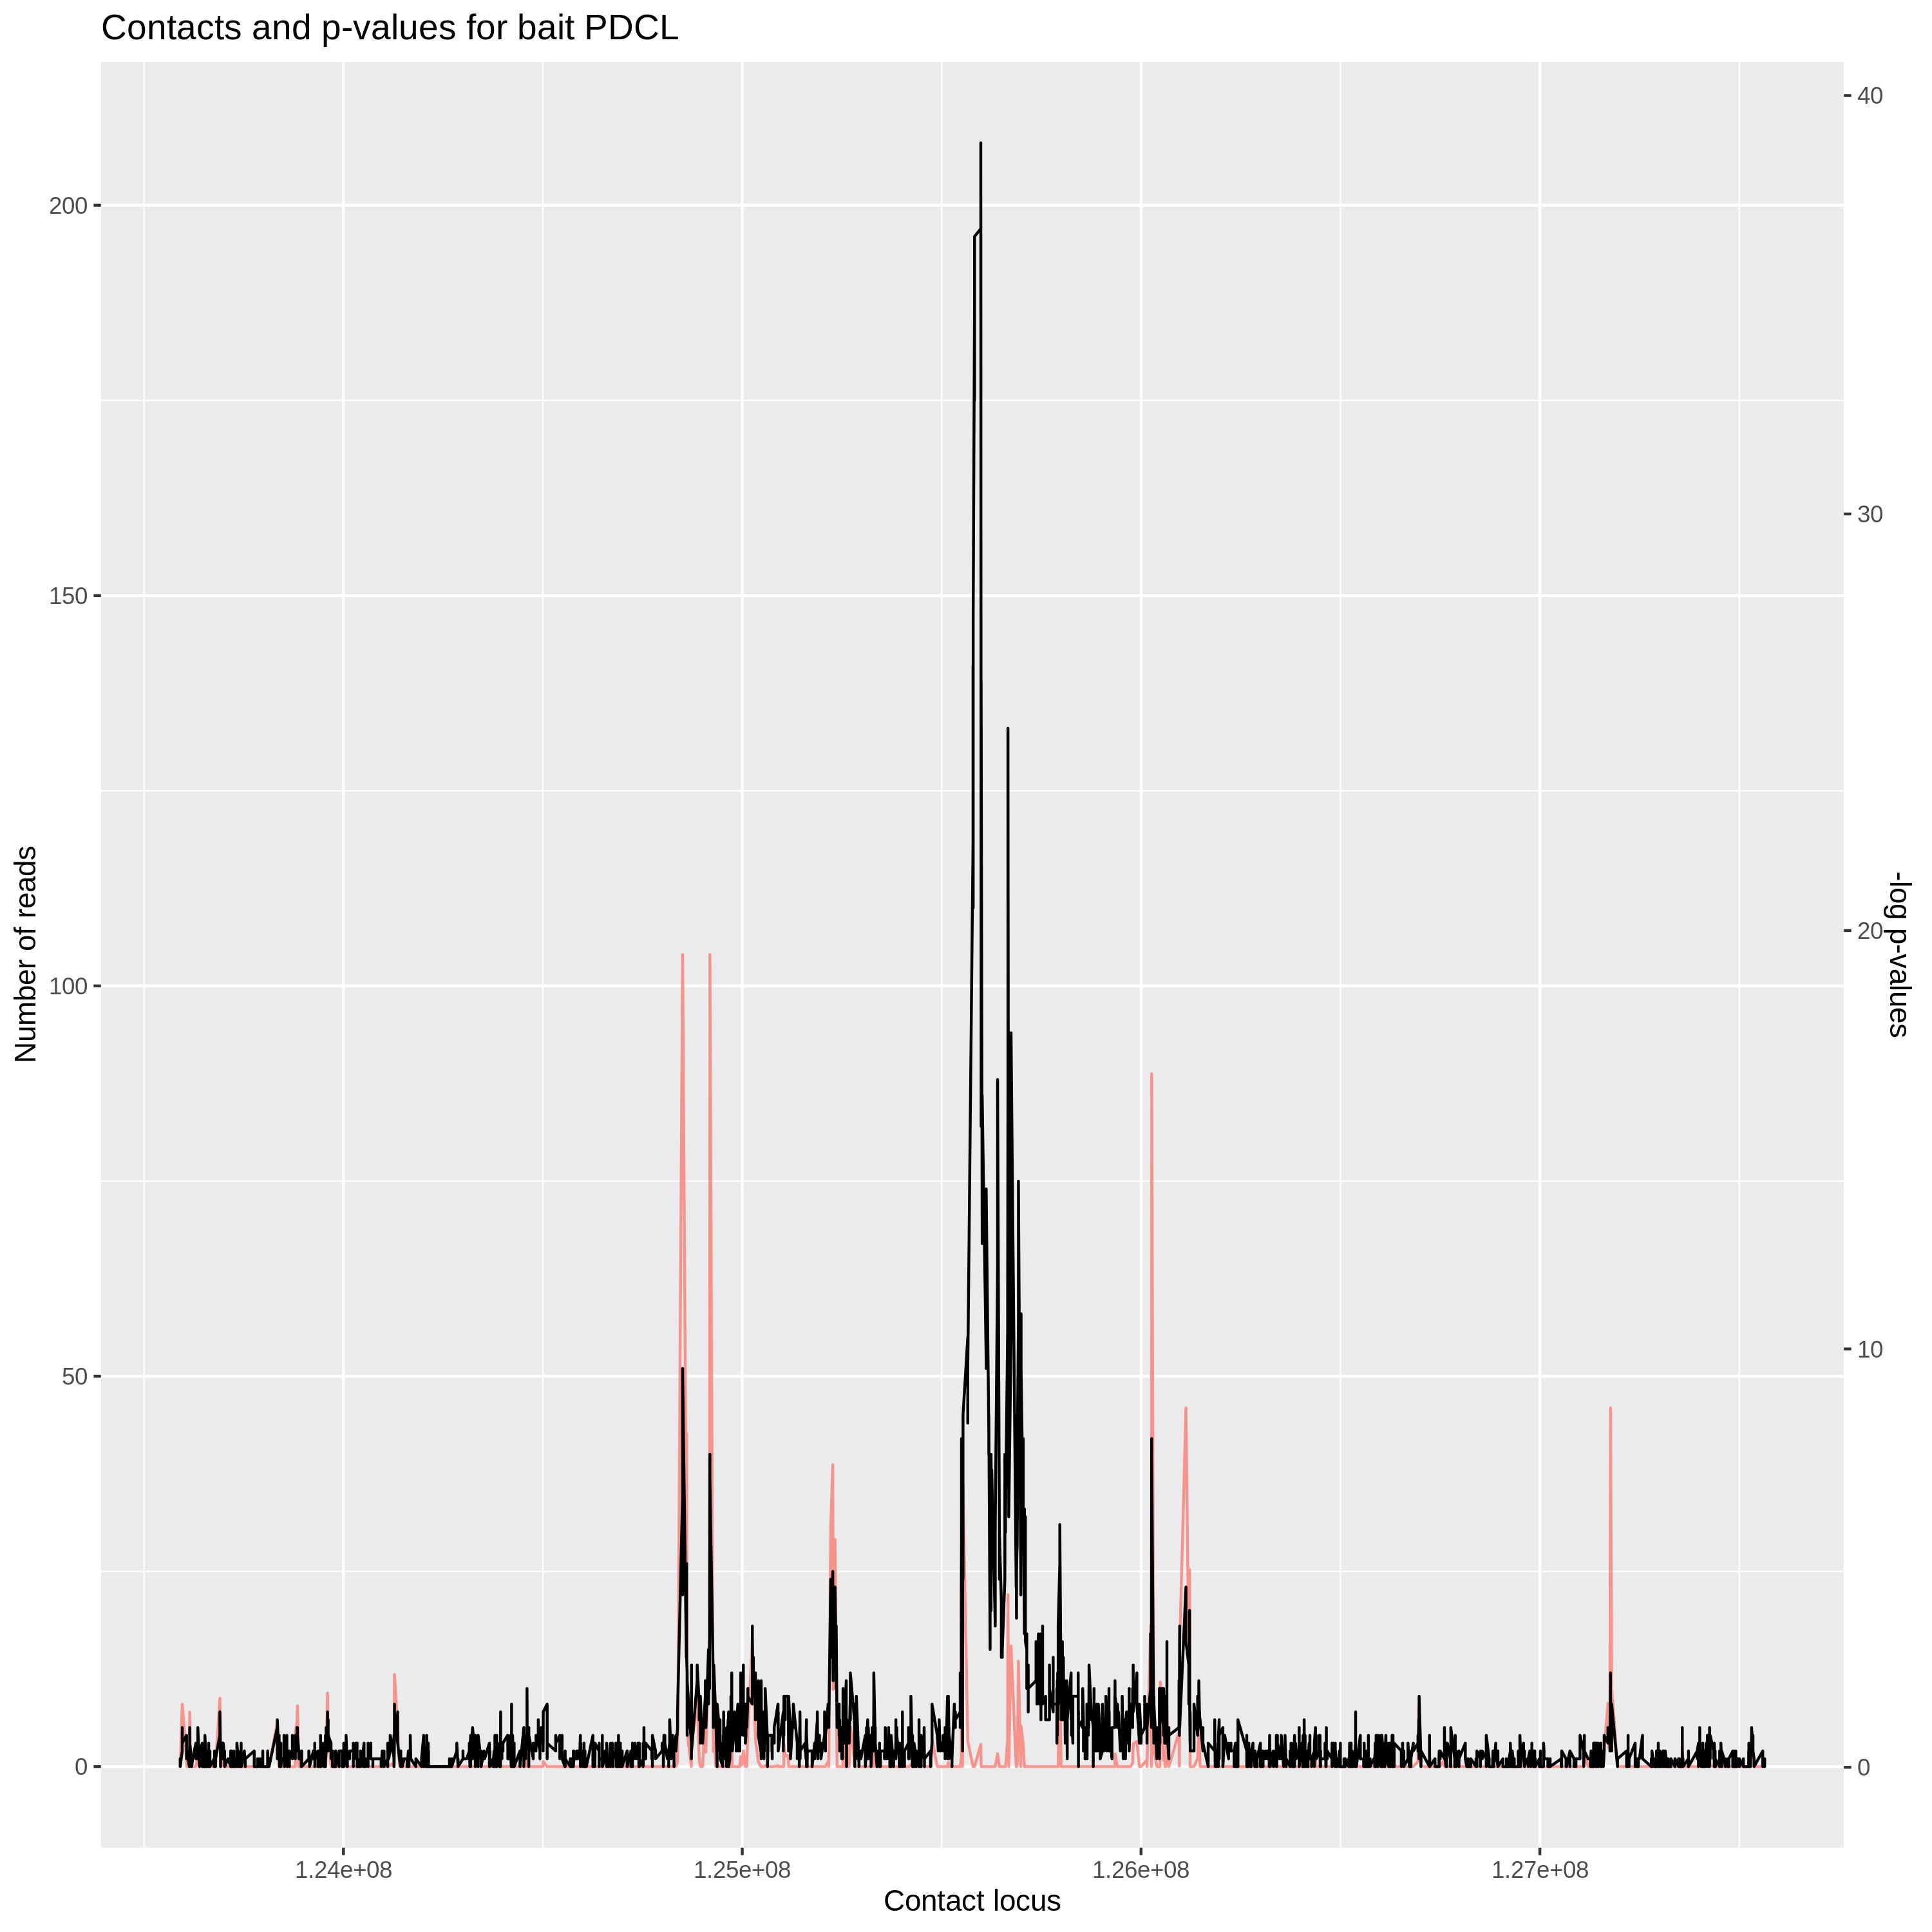 Contacts and p-values for bait PDCL
Number of reads
200
150
100
50
0
40
30
20
10
0
-log p-values
1.24e+08
1.25e+08
1.26e+08
1.27e+08
Contact locus